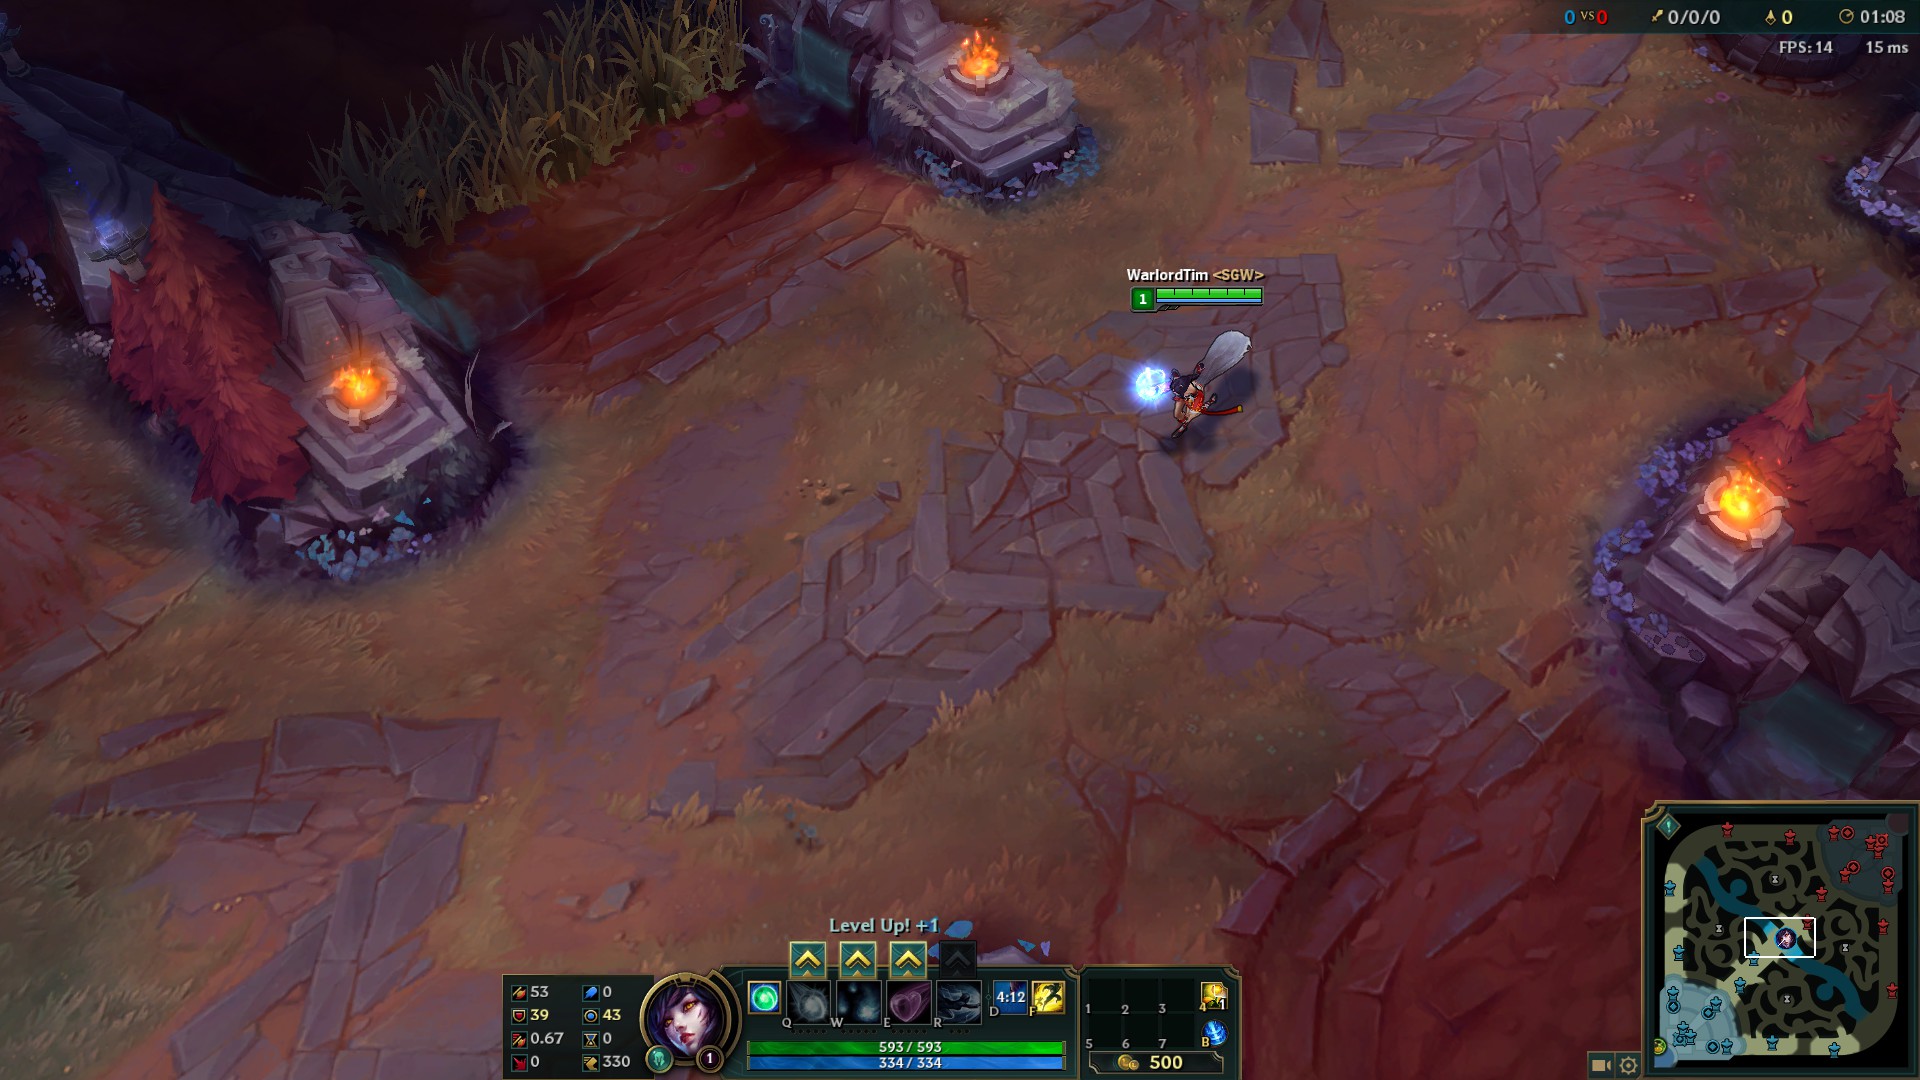 0 VS 0 0/0/0 0 01:08
FPS: 14 15 ms
WarlordTim <SGW>
1
Level Up! +1
53 0
39 43
0.67 0
0 330
1
Q W E R
4:12 D F
593 / 593
334 / 334
1 2 3 4 1
5 6 7 B
500